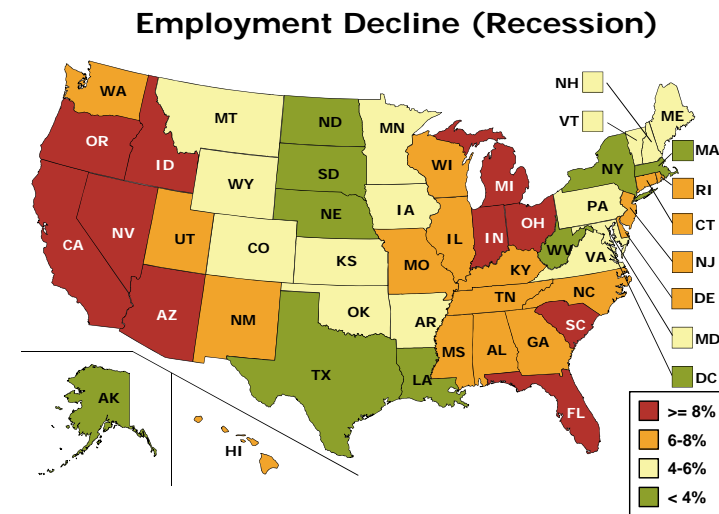 Employment Decline (Recession)
WA
OR
ID
MT
ND
MN
WI
MI
NH
VT
ME
MA
NY
RI
CT
NJ
DE
MD
DC
SD
WY
NE
IA
PA
CA
NV
UT
CO
KS
MO
IL
IN
OH
WV
VA
KY
AZ
NM
OK
AR
TN
NC
SC
TX
LA
MS
AL
GA
FL
AK
HI
>= 8%
6-8%
4-6%
< 4%